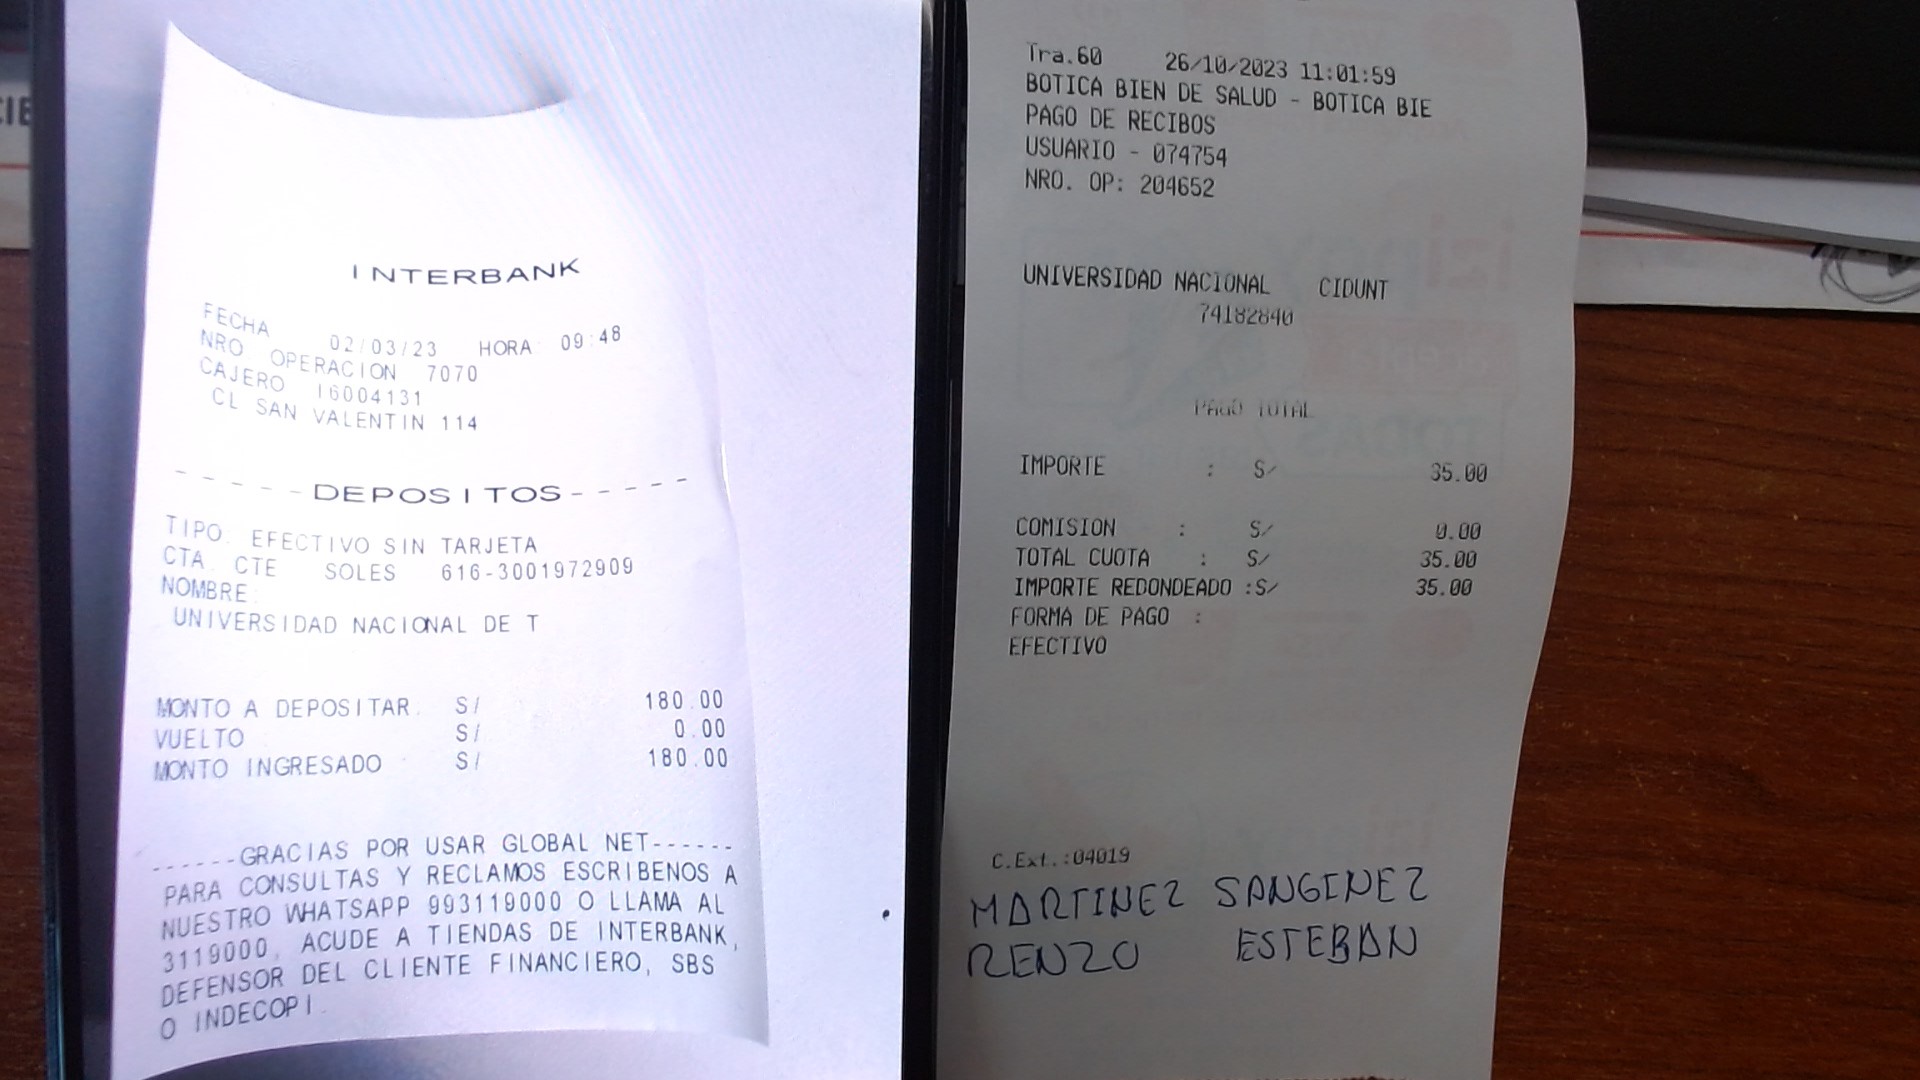 INTERBANK
FECHA 02/03/23 HORA 09:48
NRO OPERACION 7070
CAJERO 16004131
CL SAN VALENTIN 114
-----DEPOSITOS-----
TIPO: EFECTIVO SIN TARJETA
CTA CTE SOLES 616-3001972909
NOMBRE:
UNIVERSIDAD NACIONAL DE T
MONTO A DEPOSITAR S/ 180.00
VUELTO S/ 0.00
MONTO INGRESADO S/ 180.00
------GRACIAS POR USAR GLOBAL NET------
PARA CONSULTAS Y RECLAMOS ESCRIBENOS A
NUESTRO WHATSAPP 993119000 O LLAMA AL
3119000, ACUDE A TIENDAS DE INTERBANK,
DEFENSOR DEL CLIENTE FINANCIERO, SBS
O INDECOPI.
Tra.60 26/10/2023 11:01:59
BOTICA BIEN DE SALUD - BOTICA BIE
PAGO DE RECIBOS
USUARIO - 074754
NRO. OP: 204652
UNIVERSIDAD NACIONAL CIDUNT
74182840
PAGO TOTAL
IMPORTE : S/ 35.00
COMISION : S/ 0.00
TOTAL CUOTA : S/ 35.00
IMPORTE REDONDEADO :S/ 35.00
FORMA DE PAGO :
EFECTIVO
C.Ext.:04019
MARTINEZ SANGINEZ
RENZO ESTEBAN